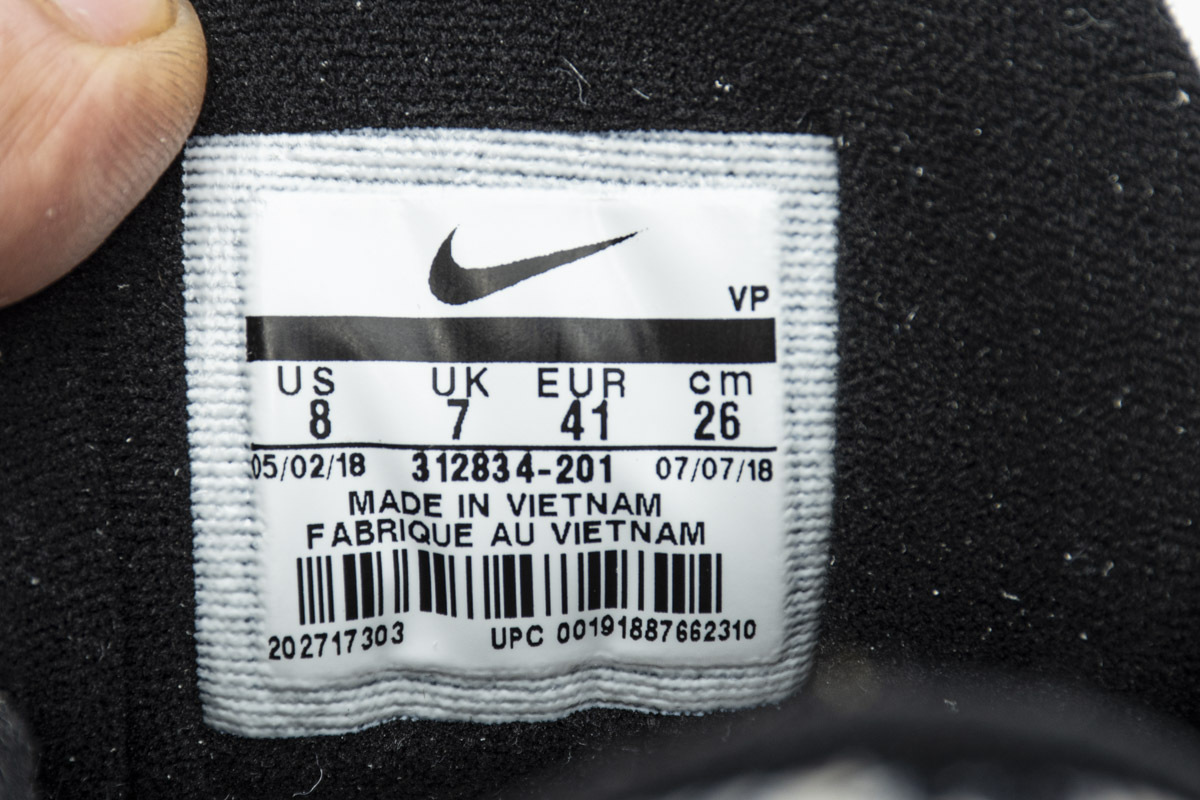 VP
US UK EUR cm
8 7 41 26
05/02/18 312834-201 07/07/18
MADE IN VIETNAM
FABRIQUE AU VIETNAM
202717303 UPC 00191887662310